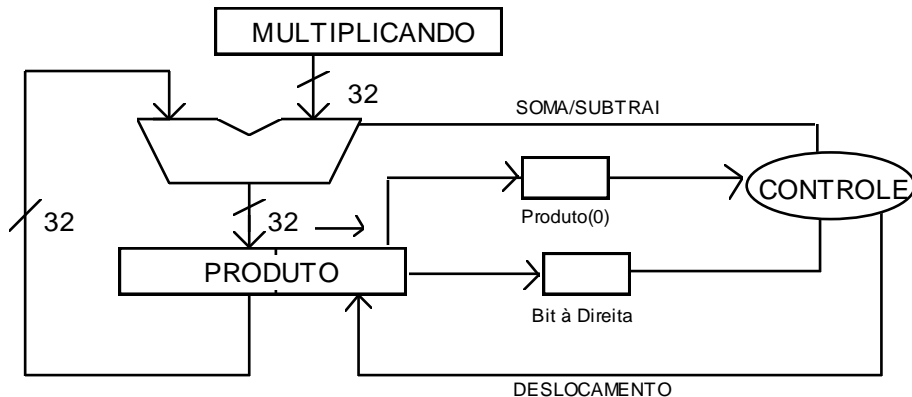 MULTIPLICANDO
32
SOMA/SUBTRAI
CONTROLE
Produto(0)
32
32
PRODUTO
Bit à Direita
DESLOCAMENTO